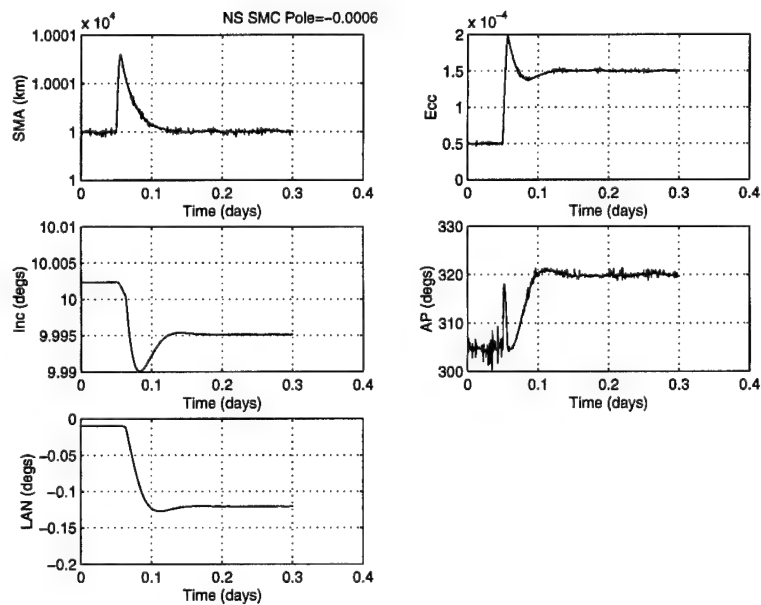 NS SMC Pole=−0.0006
x 10⁴
1.0001
1.0001
1
1
SMA (km)
0 0.1 0.2 0.3 0.4
Time (days)
x 10⁻⁴
2
1.5
1
0.5
0
Ecc
0 0.1 0.2 0.3 0.4
Time (days)
10.01
10.005
10
9.995
9.99
Inc (degs)
0 0.1 0.2 0.3 0.4
Time (days)
330
320
310
300
AP (degs)
0 0.1 0.2 0.3 0.4
Time (days)
0
−0.05
−0.1
−0.15
−0.2
LAN (degs)
0 0.1 0.2 0.3 0.4
Time (days)